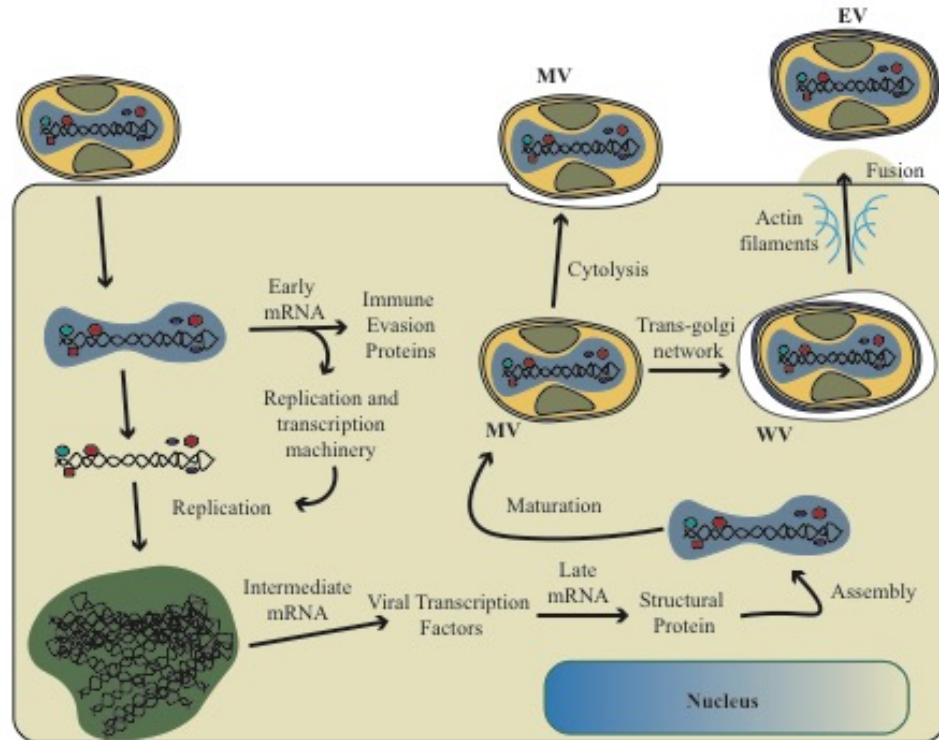 EV
MV
Fusion
Actin
filaments
Cytolysis
Early
mRNA
Immune
Evasion
Proteins
Trans-golgi
network
Replication and
transcription
machinery
MV
WV
Replication
Maturation
Intermediate
mRNA
Viral Transcription
Factors
Late
mRNA
Structural
Protein
Assembly
Nucleus